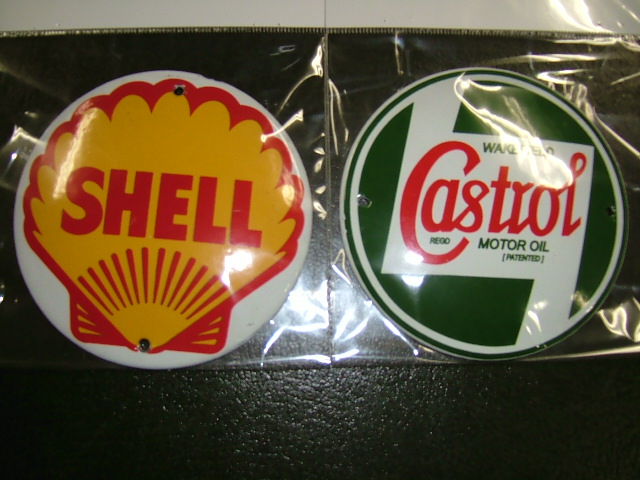 SHELL
WAKEFIELD
Castrol
REGD
MOTOR OIL
[PATENTED]